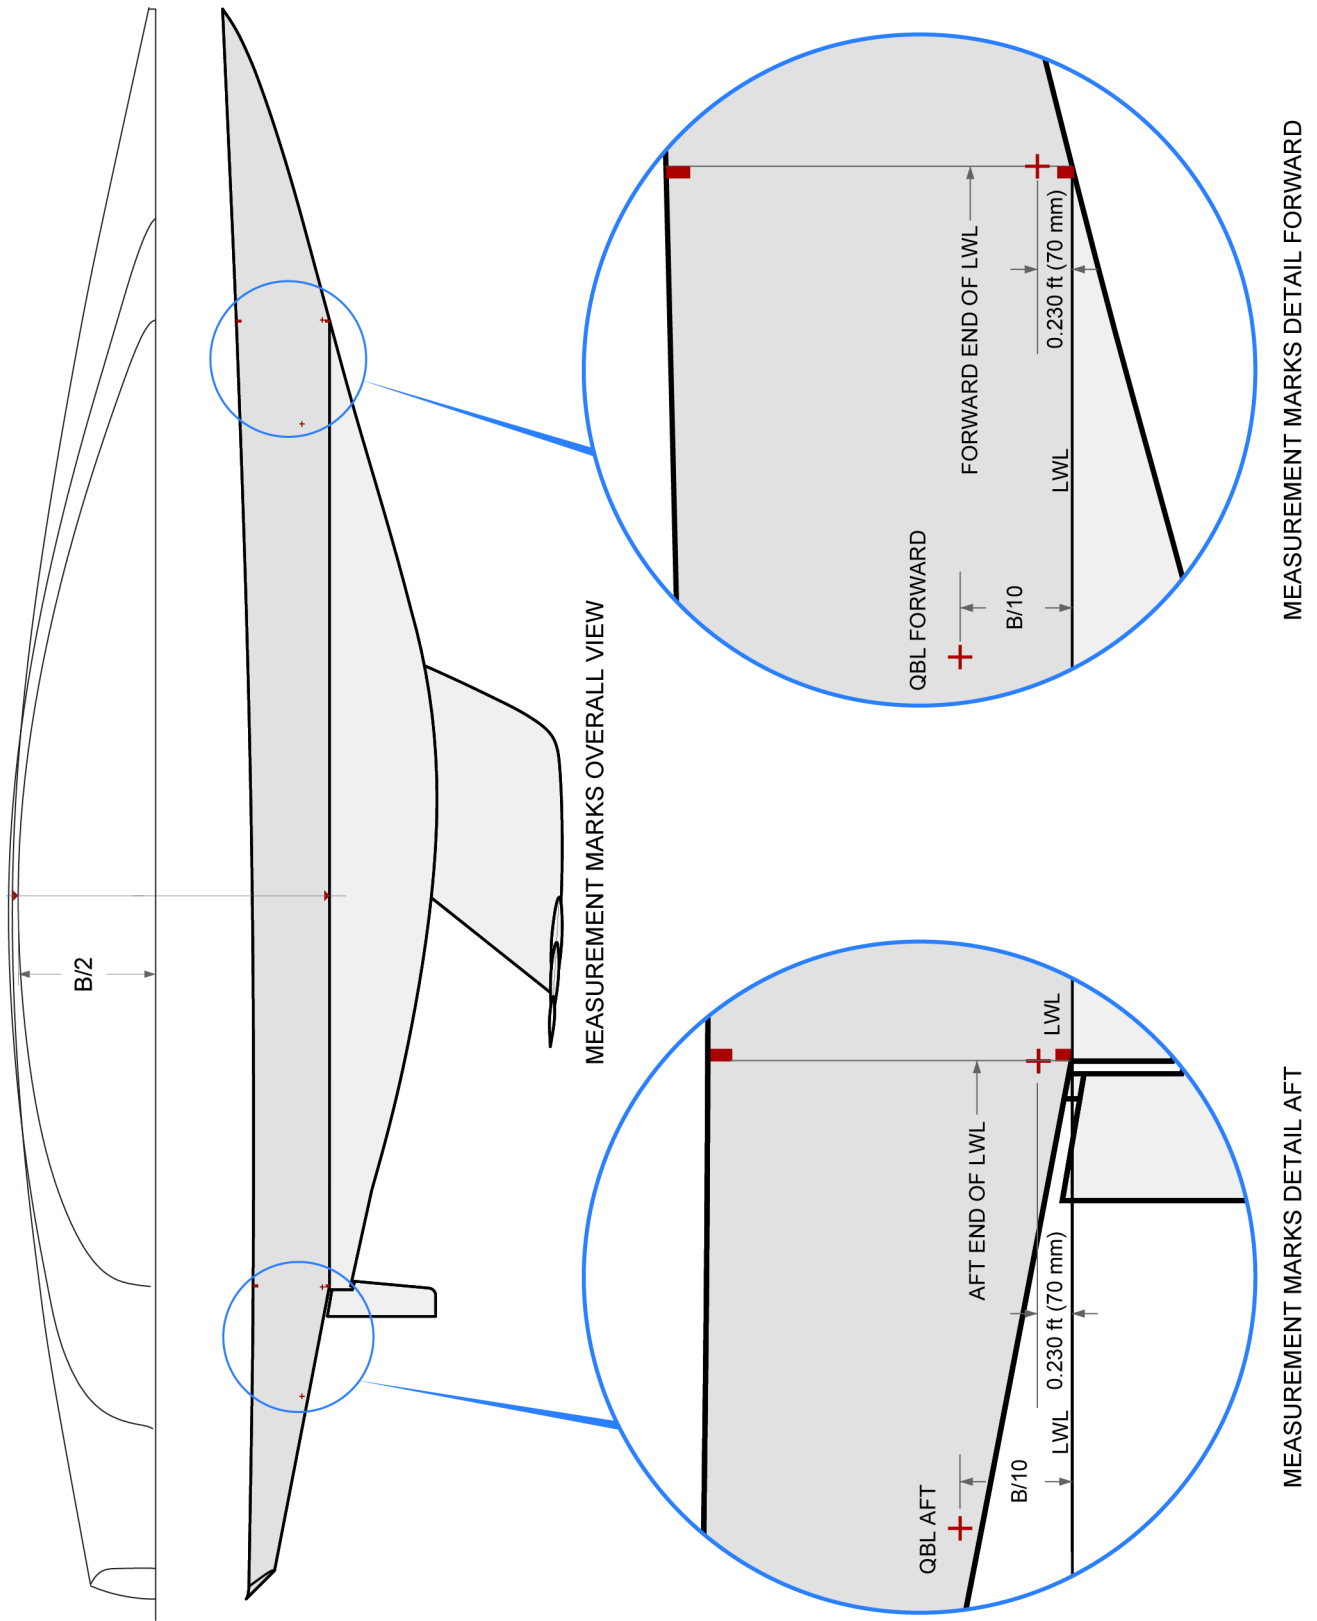 B/2
MEASUREMENT MARKS OVERALL VIEW
QBL AFT
B/10
LWL
0.230 ft (70 mm)
AFT END OF LWL
LWL
MEASUREMENT MARKS DETAIL AFT
QBL FORWARD
B/10
LWL
FORWARD END OF LWL
0.230 ft (70 mm)
MEASUREMENT MARKS DETAIL FORWARD